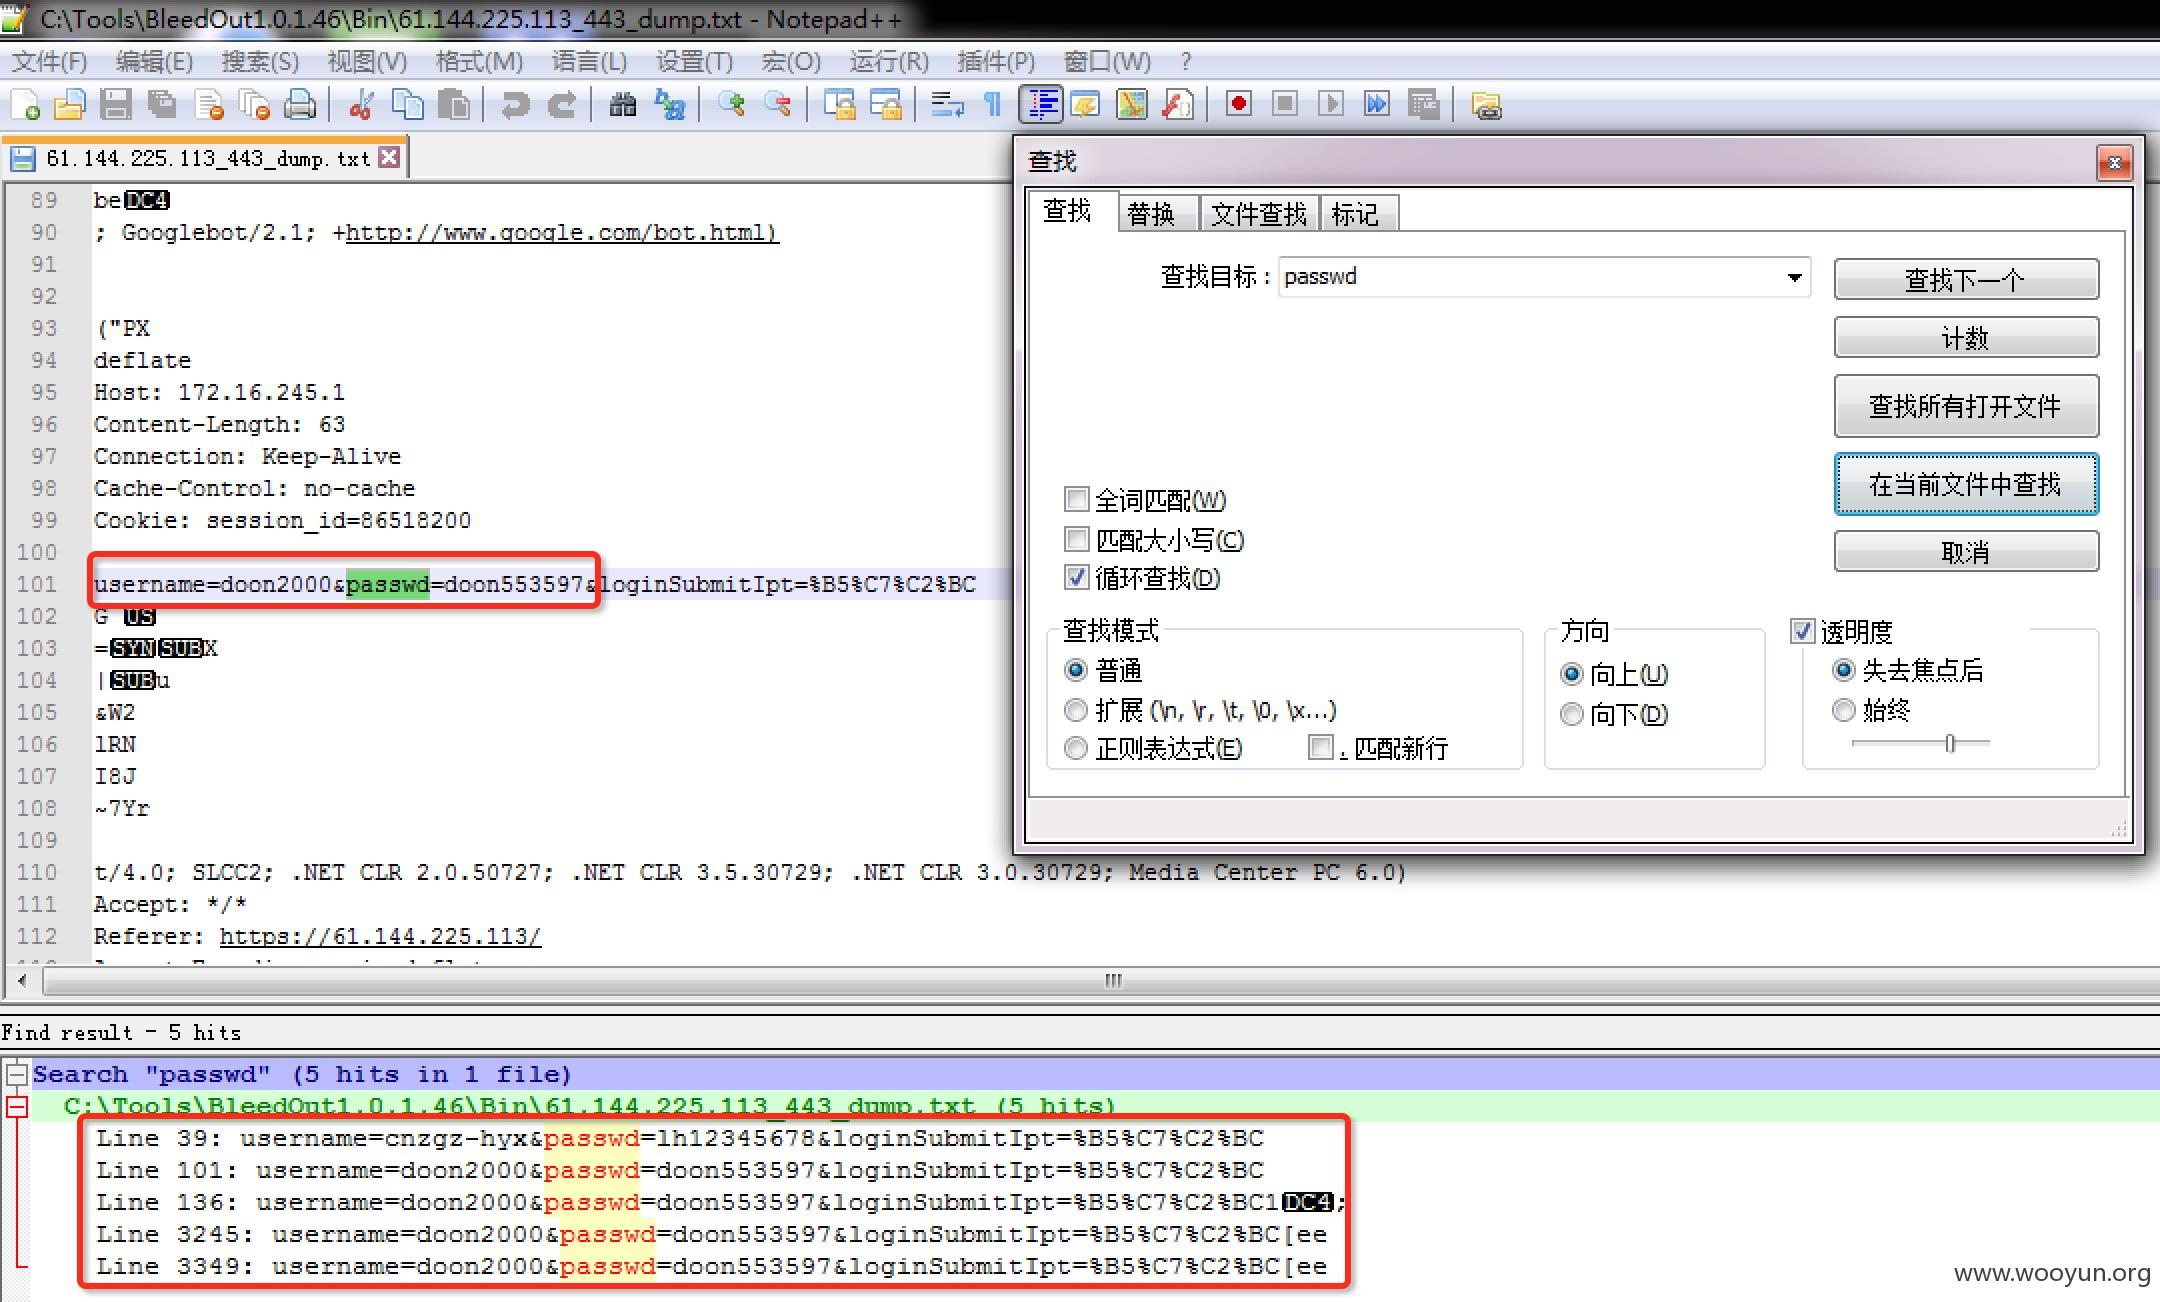 C:\Tools\BleedOut1.0.1.46\Bin\61.144.225.113_443_dump.txt - Notepad++
文件(F) 编辑(E) 搜索(S) 视图(V) 格式(M) 语言(L) 设置(T) 宏(O) 运行(R) 插件(P) 窗口(W) ?
61.144.225.113_443_dump.txt
89 beDC4
90 ; Googlebot/2.1; +http://www.google.com/bot.html)
91
92
93 ("PX
94 deflate
95 Host: 172.16.245.1
96 Content-Length: 63
97 Connection: Keep-Alive
98 Cache-Control: no-cache
99 Cookie: session_id=86518200
100
101 username=doon2000&passwd=doon553597&loginSubmitIpt=%B5%C7%C2%BC
102 G US
103 =SYNSUBX
104 |SUBu
105 &W2
106 lRN
107 I8J
108 ~7Yr
109
110 t/4.0; SLCC2; .NET CLR 2.0.50727; .NET CLR 3.5.30729; .NET CLR 3.0.30729; Media Center PC 6.0)
111 Accept: */*
112 Referer: https://61.144.225.113/
查找
查找 替换 文件查找 标记
查找目标 : passwd
查找下一个
计数
查找所有打开文件
在当前文件中查找
取消
全词匹配(W)
匹配大小写(C)
循环查找(D)
查找模式
普通
扩展 (\n, \r, \t, \0, \x...)
正则表达式(E) . 匹配新行
方向
向上(U)
向下(D)
透明度
失去焦点后
始终
Find result - 5 hits
Search "passwd" (5 hits in 1 file)
C:\Tools\BleedOut1.0.1.46\Bin\61.144.225.113_443_dump.txt (5 hits)
Line 39: username=cnzgz-hyx&passwd=lh12345678&loginSubmitIpt=%B5%C7%C2%BC
Line 101: username=doon2000&passwd=doon553597&loginSubmitIpt=%B5%C7%C2%BC
Line 136: username=doon2000&passwd=doon553597&loginSubmitIpt=%B5%C7%C2%BC1DC4;
Line 3245: username=doon2000&passwd=doon553597&loginSubmitIpt=%B5%C7%C2%BC[ee
Line 3349: username=doon2000&passwd=doon553597&loginSubmitIpt=%B5%C7%C2%BC[ee
www.wooyun.org